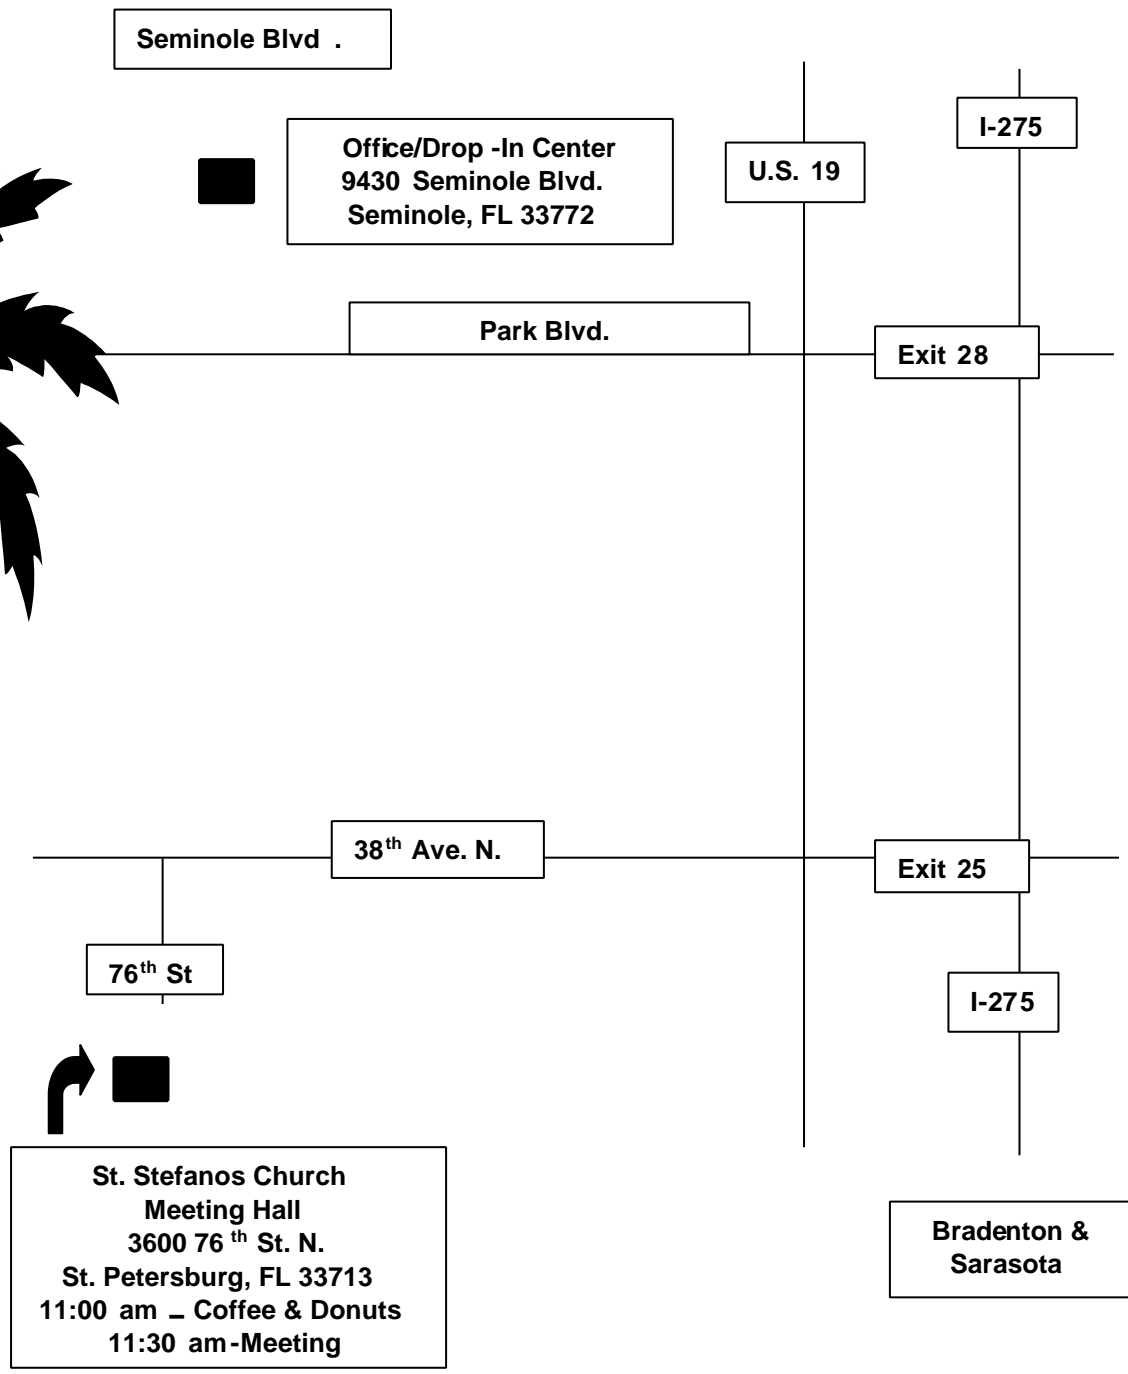 Seminole Blvd .
I-275
Office/Drop -In Center
9430 Seminole Blvd.
Seminole, FL 33772
U.S. 19
Park Blvd.
Exit 28
38th Ave. N.
Exit 25
76th St
I-275
St. Stefanos Church
Meeting Hall
3600 76 th St. N.
St. Petersburg, FL 33713
11:00 am – Coffee & Donuts
11:30 am -Meeting
Bradenton &
Sarasota